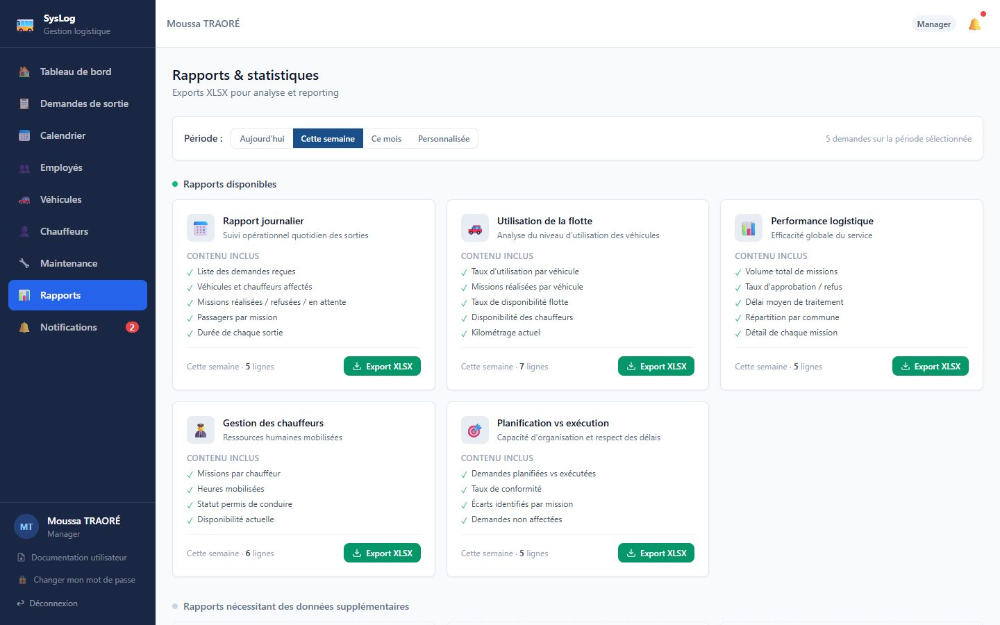 SysLog
Gestion logistique
Tableau de bord
Demandes de sortie
Calendrier
Employés
Véhicules
Chauffeurs
Maintenance
Rapports
Notifications 2
MT
Moussa TRAORÉ
Manager
Documentation utilisateur
Changer mon mot de passe
Déconnexion
Moussa TRAORÉ
Manager
Rapports & statistiques
Exports XLSX pour analyse et reporting
Période : Aujourd'hui Cette semaine Ce mois Personnalisée 5 demandes sur la période sélectionnée
Rapports disponibles
Rapport journalier
Suivi opérationnel quotidien des sorties
CONTENU INCLUS
✓ Liste des demandes reçues
✓ Véhicules et chauffeurs affectés
✓ Missions réalisées / refusées / en attente
✓ Passagers par mission
✓ Durée de chaque sortie
Cette semaine · 5 lignes Export XLSX
Utilisation de la flotte
Analyse du niveau d'utilisation des véhicules
CONTENU INCLUS
✓ Taux d'utilisation par véhicule
✓ Missions réalisées par véhicule
✓ Taux de disponibilité flotte
✓ Disponibilité des chauffeurs
✓ Kilométrage actuel
Cette semaine · 7 lignes Export XLSX
Performance logistique
Efficacité globale du service
CONTENU INCLUS
✓ Volume total de missions
✓ Taux d'approbation / refus
✓ Délai moyen de traitement
✓ Répartition par commune
✓ Détail de chaque mission
Cette semaine · 5 lignes Export XLSX
Gestion des chauffeurs
Ressources humaines mobilisées
CONTENU INCLUS
✓ Missions par chauffeur
✓ Heures mobilisées
✓ Statut permis de conduire
✓ Disponibilité actuelle
Cette semaine · 6 lignes Export XLSX
Planification vs exécution
Capacité d'organisation et respect des délais
CONTENU INCLUS
✓ Demandes planifiées vs exécutées
✓ Taux de conformité
✓ Écarts identifiés par mission
✓ Demandes non affectées
Cette semaine · 5 lignes Export XLSX
Rapports nécessitant des données supplémentaires